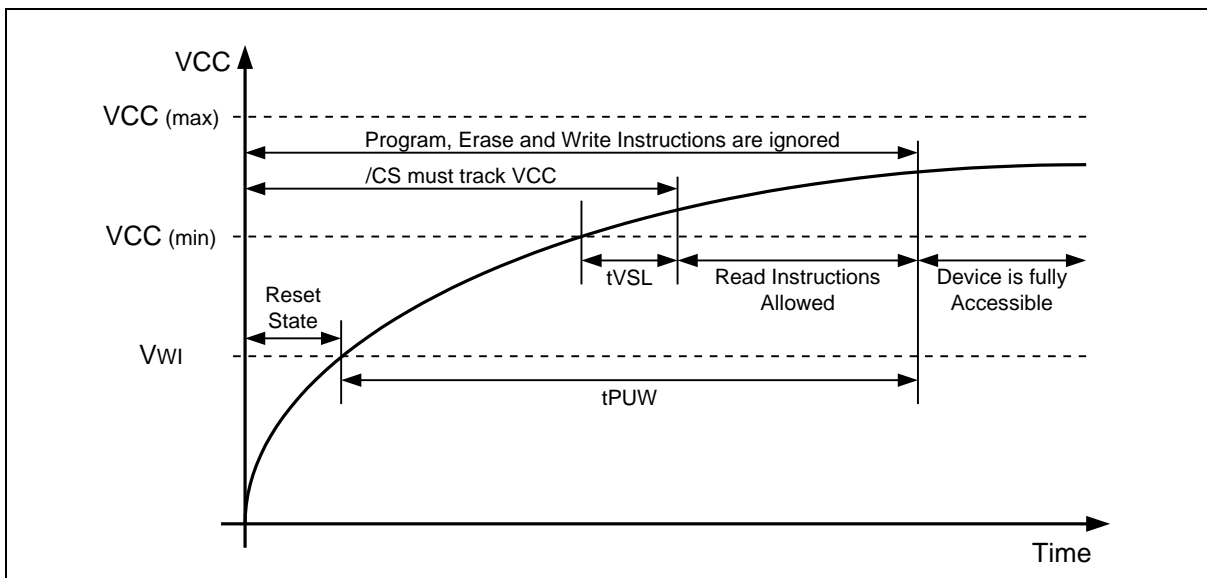 VCC
VCC (max)
Program, Erase and Write Instructions are ignored
/CS must track VCC
VCC (min)
tVSL
Read Instructions
Allowed
Device is fully
Accessible
Reset
State
VWI
tPUW
Time